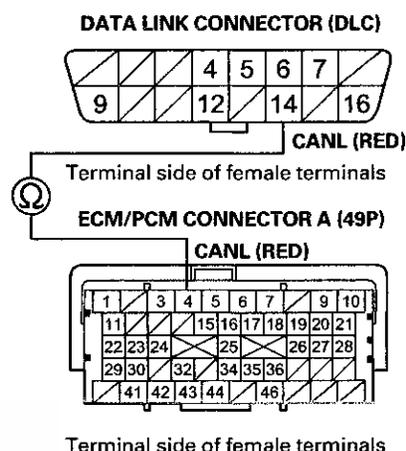 DATA LINK CONNECTOR (DLC)
4 5 6 7
9 12 14 16
CANL (RED)
Terminal side of female terminals
Ω
ECM/PCM CONNECTOR A (49P)
CANL (RED)
1 3 4 5 6 7 9 10
11 15 16 17 18 19 20 21
22 23 24 25 26 27 28
29 30 32 34 35 36
41 42 43 44 46
Terminal side of female terminals